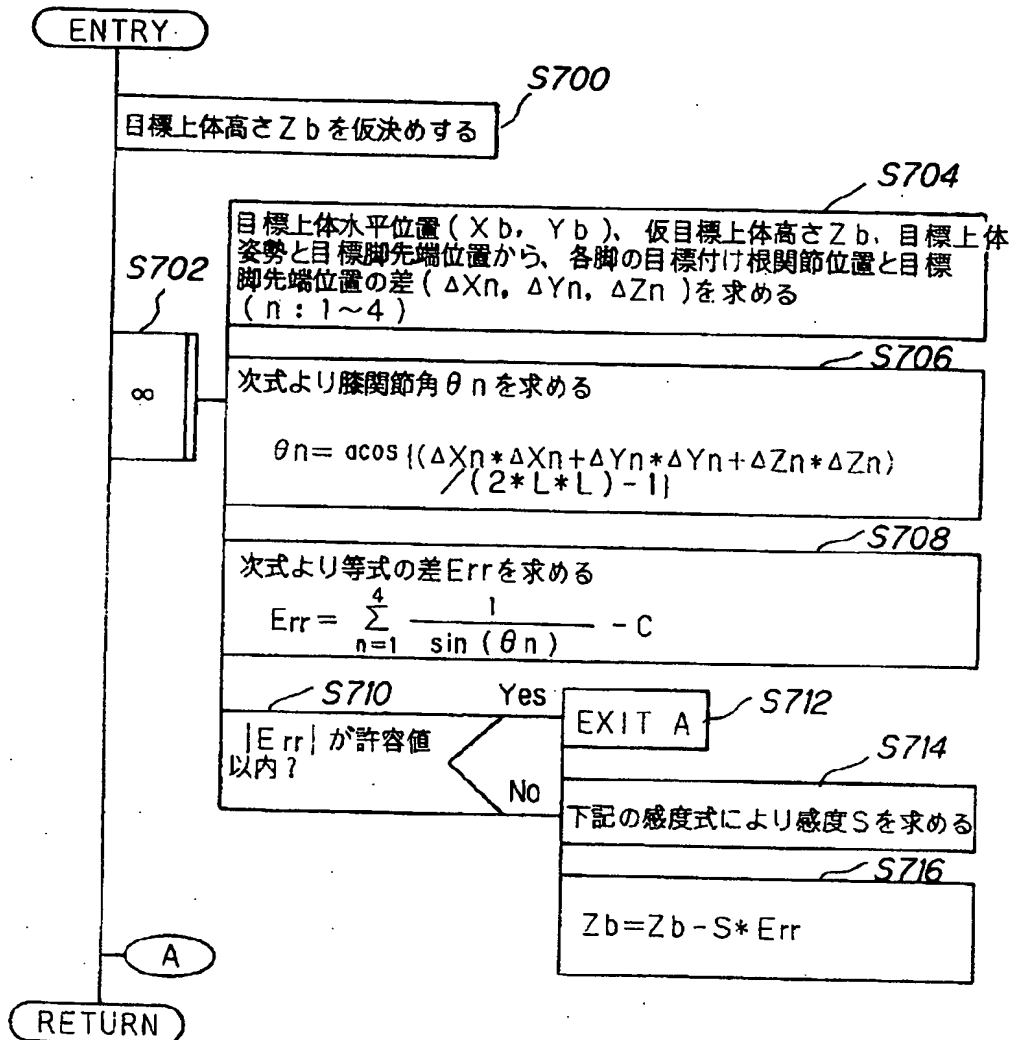 ENTRY
S700
目標上体高さZbを仮決めする
S704
目標上体水平位置(Xb, Yb)、仮目標上体高さZb、目標上体
姿勢と目標脚先端位置から、各脚の目標付け根関節位置と目標
脚先端位置の差(ΔXn, ΔYn, ΔZn)を求める
(n:1~4)
S702
∞
S706
次式より膝関節角θnを求める
θn= acos{(ΔXn*ΔXn+ΔYn*ΔYn+ΔZn*ΔZn)
/(2*L*L)-1}
S708
次式より等式の差Errを求める
Err= 4 Σ n=1 1 / sin(θn) - C
S710
Yes
|Err|が許容値
以内?
No
EXIT A
S712
S714
下記の感度式により感度Sを求める
S716
Zb=Zb-S*Err
A
RETURN